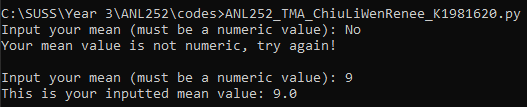 C:\SUSS\Year 3\ANL252\codes>ANL252_TMA_ChiuLiWenRenee_K1981620.py
Input your mean (must be a numeric value): No
Your mean value is not numeric, try again!
Input your mean (must be a numeric value): 9
This is your inputted mean value: 9.0